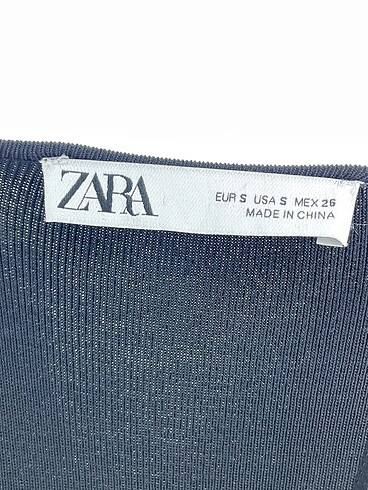 ZARA
EUR S USA S MEX 26
MADE IN CHINA